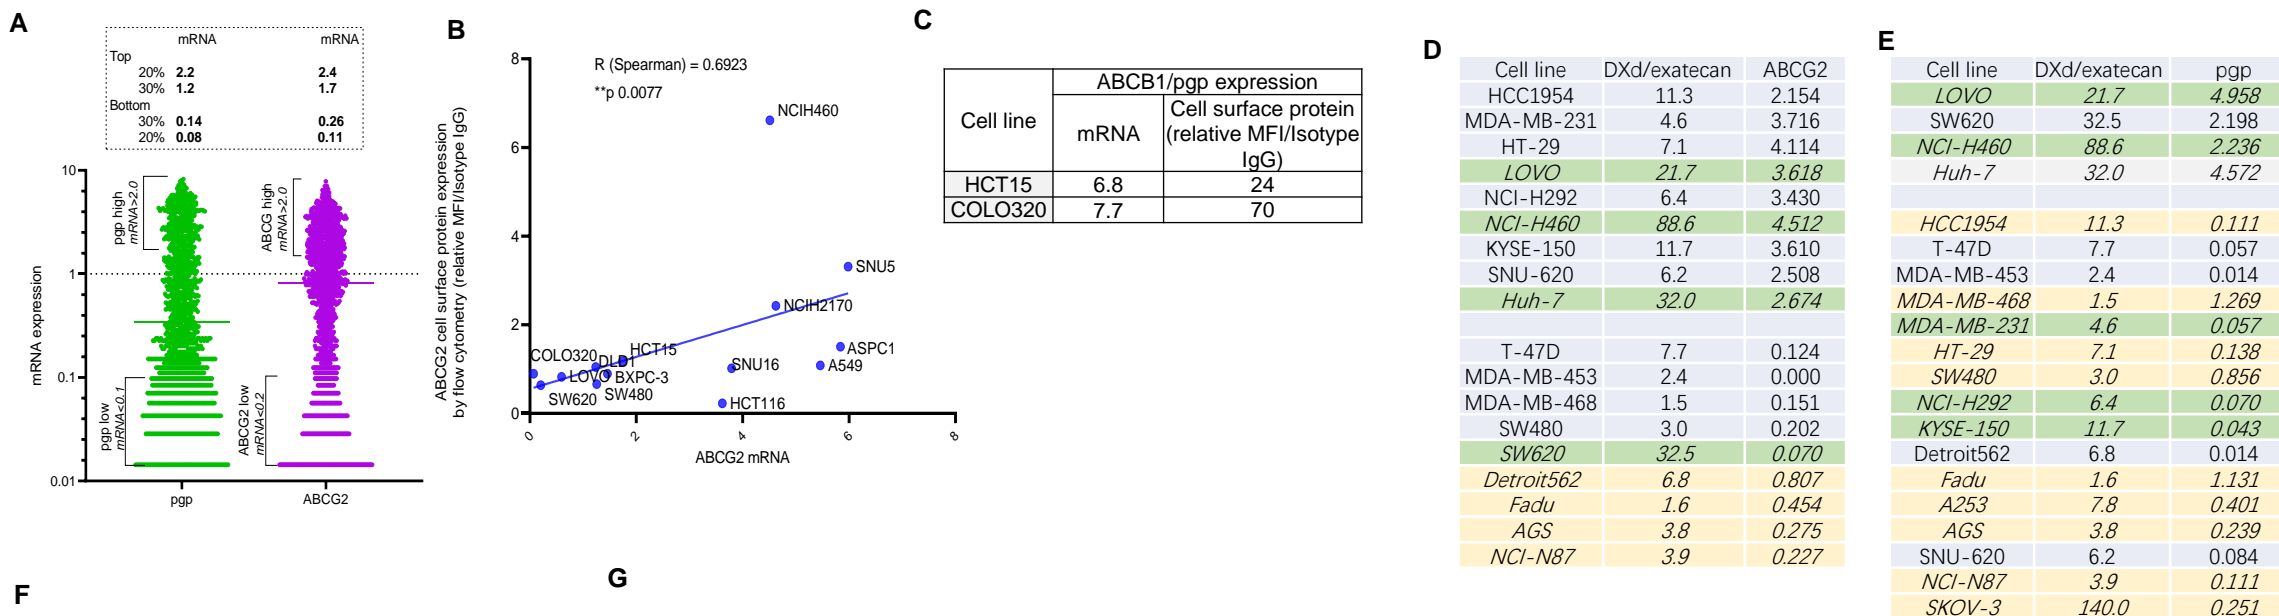 A
mRNA mRNA
Top
20% 2.2 2.4
30% 1.2 1.7
Bottom
30% 0.14 0.26
20% 0.08 0.11
mRNA expression
10
1
0.1
0.01
pgp high
mRNA>2.0
pgp low
mRNA<0.1
ABCG high
mRNA>2.0
ABCG2 low
mRNA<0.2
pgp ABCG2
B
ABCG2 cell surface protein expression
by flow cytometry (relative MFI/Isotype IgG)
8
6
4
2
0
R (Spearman) = 0.6923
**p 0.0077
NCIH460
SNU5
NCIH2170
ASPC1
A549
SNU16
HCT116
HCT15
COLO320
DLD1
LOVO
BXPC-3
SW620
SW480
0 2 4 6 8
ABCG2 mRNA
C
Cell line
ABCB1/pgp expression
mRNA
Cell surface protein
(relative MFI/Isotype
IgG)
HCT15 6.8 24
COLO320 7.7 70
D
Cell line DXd/exatecan ABCG2
HCC1954 11.3 2.154
MDA-MB-231 4.6 3.716
HT-29 7.1 4.114
LOVO 21.7 3.618
NCI-H292 6.4 3.430
NCI-H460 88.6 4.512
KYSE-150 11.7 3.610
SNU-620 6.2 2.508
Huh-7 32.0 2.674
T-47D 7.7 0.124
MDA-MB-453 2.4 0.000
MDA-MB-468 1.5 0.151
SW480 3.0 0.202
SW620 32.5 0.070
Detroit562 6.8 0.807
Fadu 1.6 0.454
AGS 3.8 0.275
NCI-N87 3.9 0.227
E
Cell line DXd/exatecan pgp
LOVO 21.7 4.958
SW620 32.5 2.198
NCI-H460 88.6 2.236
Huh-7 32.0 4.572
HCC1954 11.3 0.111
T-47D 7.7 0.057
MDA-MB-453 2.4 0.014
MDA-MB-468 1.5 1.269
MDA-MB-231 4.6 0.057
HT-29 7.1 0.138
SW480 3.0 0.856
NCI-H292 6.4 0.070
KYSE-150 11.7 0.043
Detroit562 6.8 0.014
Fadu 1.6 1.131
A253 7.8 0.401
AGS 3.8 0.239
SNU-620 6.2 0.084
NCI-N87 3.9 0.111
SKOV-3 140.0 0.251
F
G